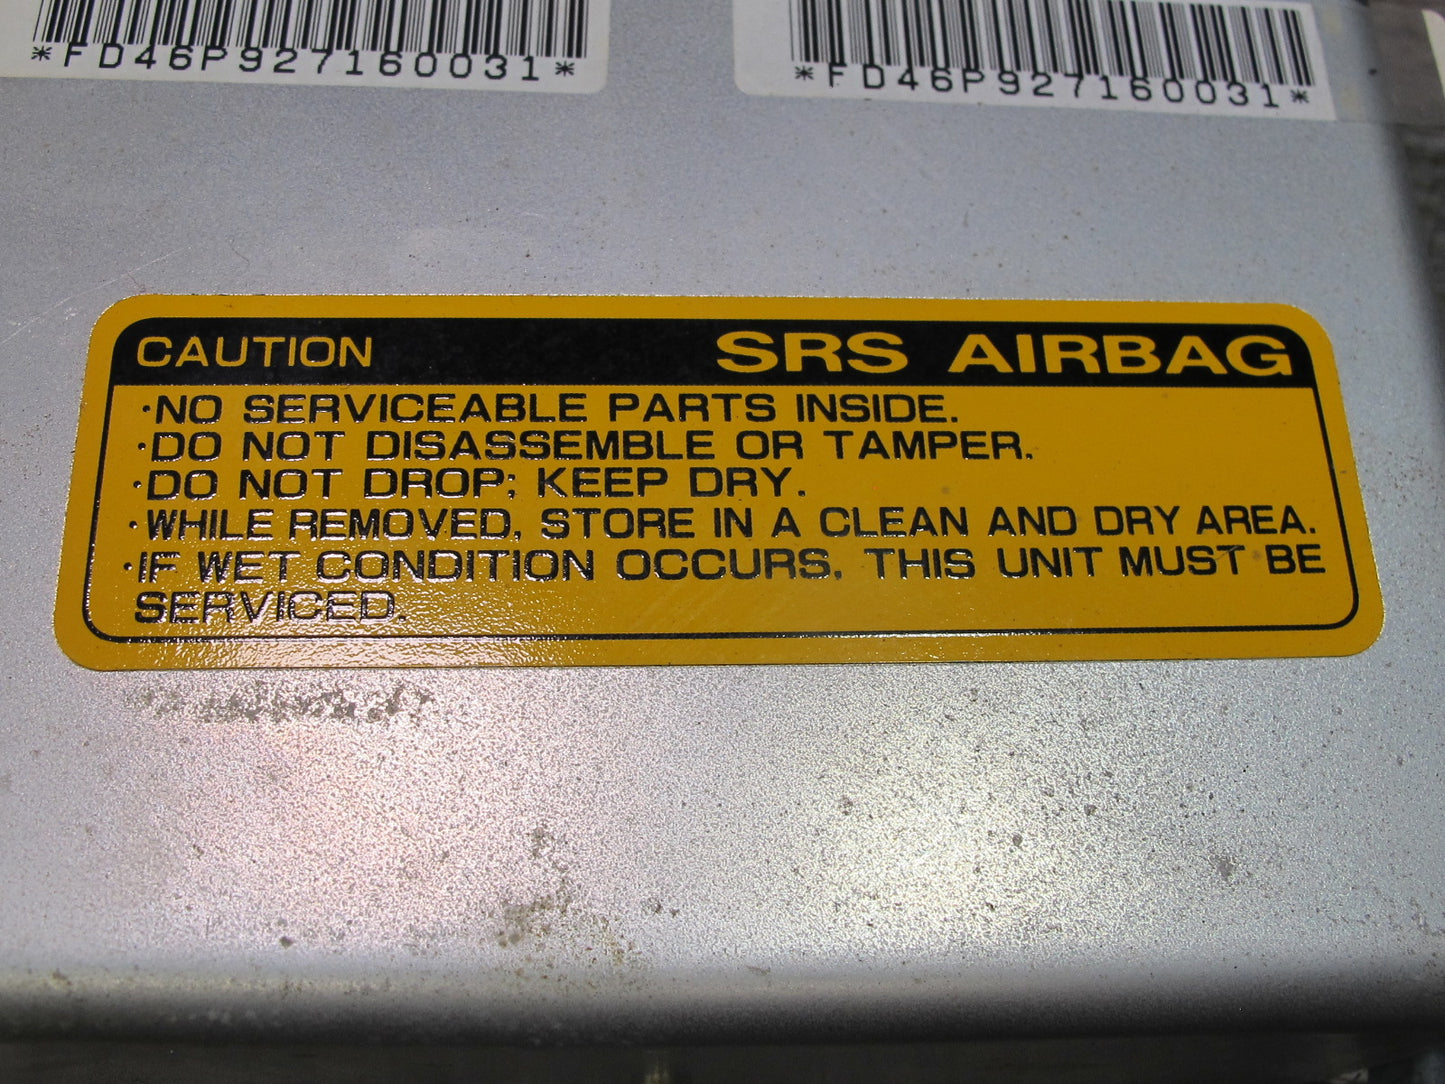 *FD46P927160031*
*FD46P927160031*
CAUTION SRS AIRBAG
·NO SERVICEABLE PARTS INSIDE.
·DO NOT DISASSEMBLE OR TAMPER.
·DO NOT DROP; KEEP DRY.
·WHILE REMOVED, STORE IN A CLEAN AND DRY AREA.
·IF WET CONDITION OCCURS, THIS UNIT MUST BE
SERVICED.